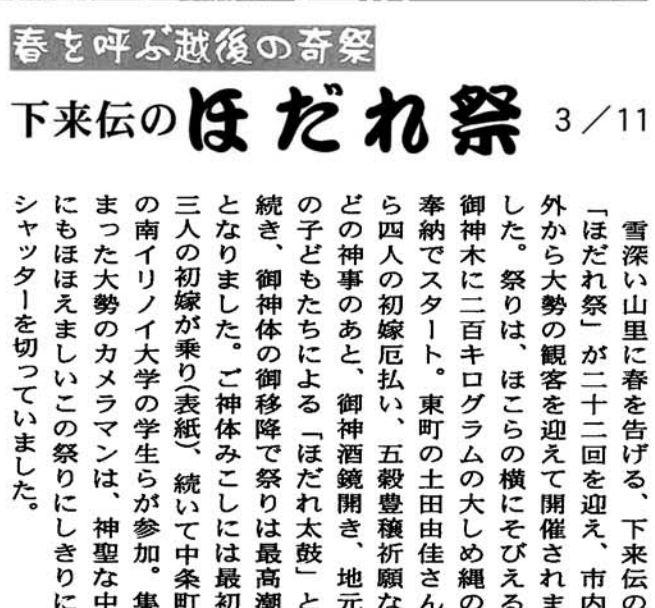 春を呼ぶ越後の奇祭
下来伝のほだれ祭 3/11
雪深い山里に春を告げる、下来伝の
「ほだれ祭」が二十二回を迎え、市内
外から大勢の観客を迎えて開催されま
した。祭りは、ほこらの横にそびえる
御神木に二百キログラムの大しめ縄の
奉納でスタート。東町の土田由佳さん
ら四人の初嫁厄払い、五穀豊穣祈願な
どの神事のあと、御神酒鏡開き、地元
の子どもたちによる「ほだれ太鼓」と
続き、御神体の御移降で祭りは最高潮
となりました。ご神体みこしには最初
三人の初嫁が乗り(表紙)、続いて中条町
の南イリノイ大学の学生らが参加。集
まった大勢のカメラマンは、神聖な中
にもほほえましいこの祭りにしきりに
シャッターを切っていました。